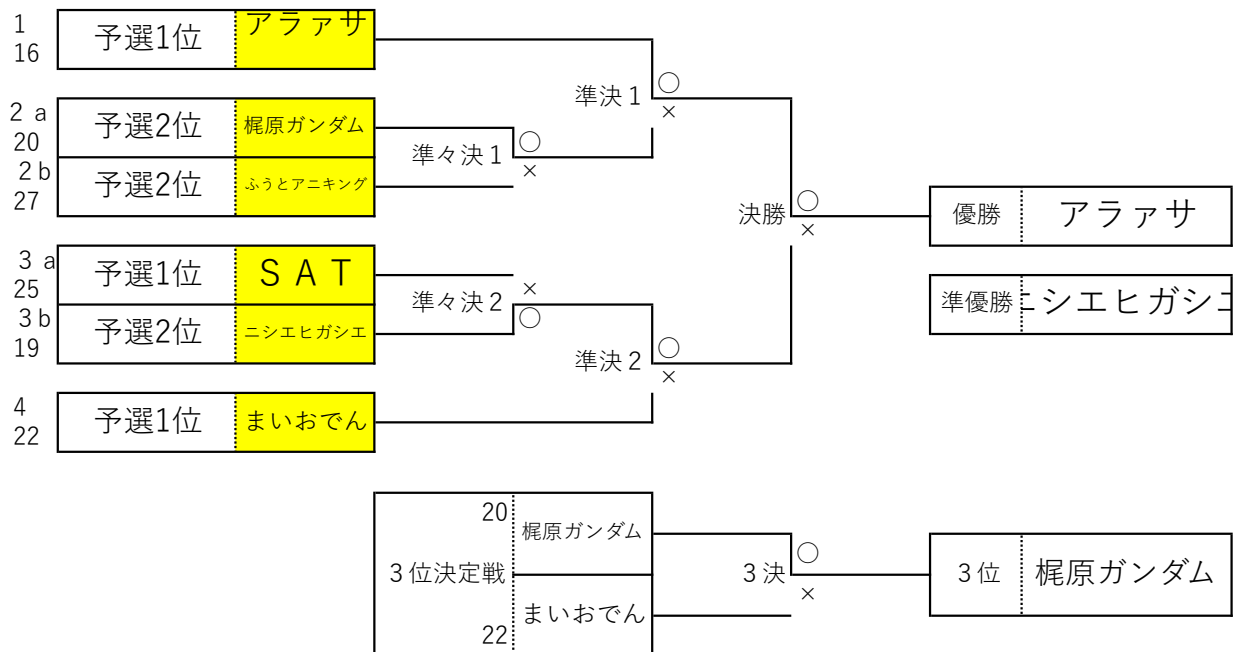 1
16
予選1位 アラァサ
準決1
○
×
2 a
20
予選2位 梶原ガンダム
準々決1
○
×
2 b
27
予選2位 ふうとアニキング
決勝
○
×
優勝 アラァサ
3 a
25
予選1位 SAT
準々決2
×
○
準優勝 ニシエヒガシエ
3 b
19
予選2位 ニシエヒガシエ
準決2
○
×
4
22
予選1位 まいおでん
3位決定戦
20
梶原ガンダム
まいおでん
22
3決
○
×
3位 梶原ガンダム